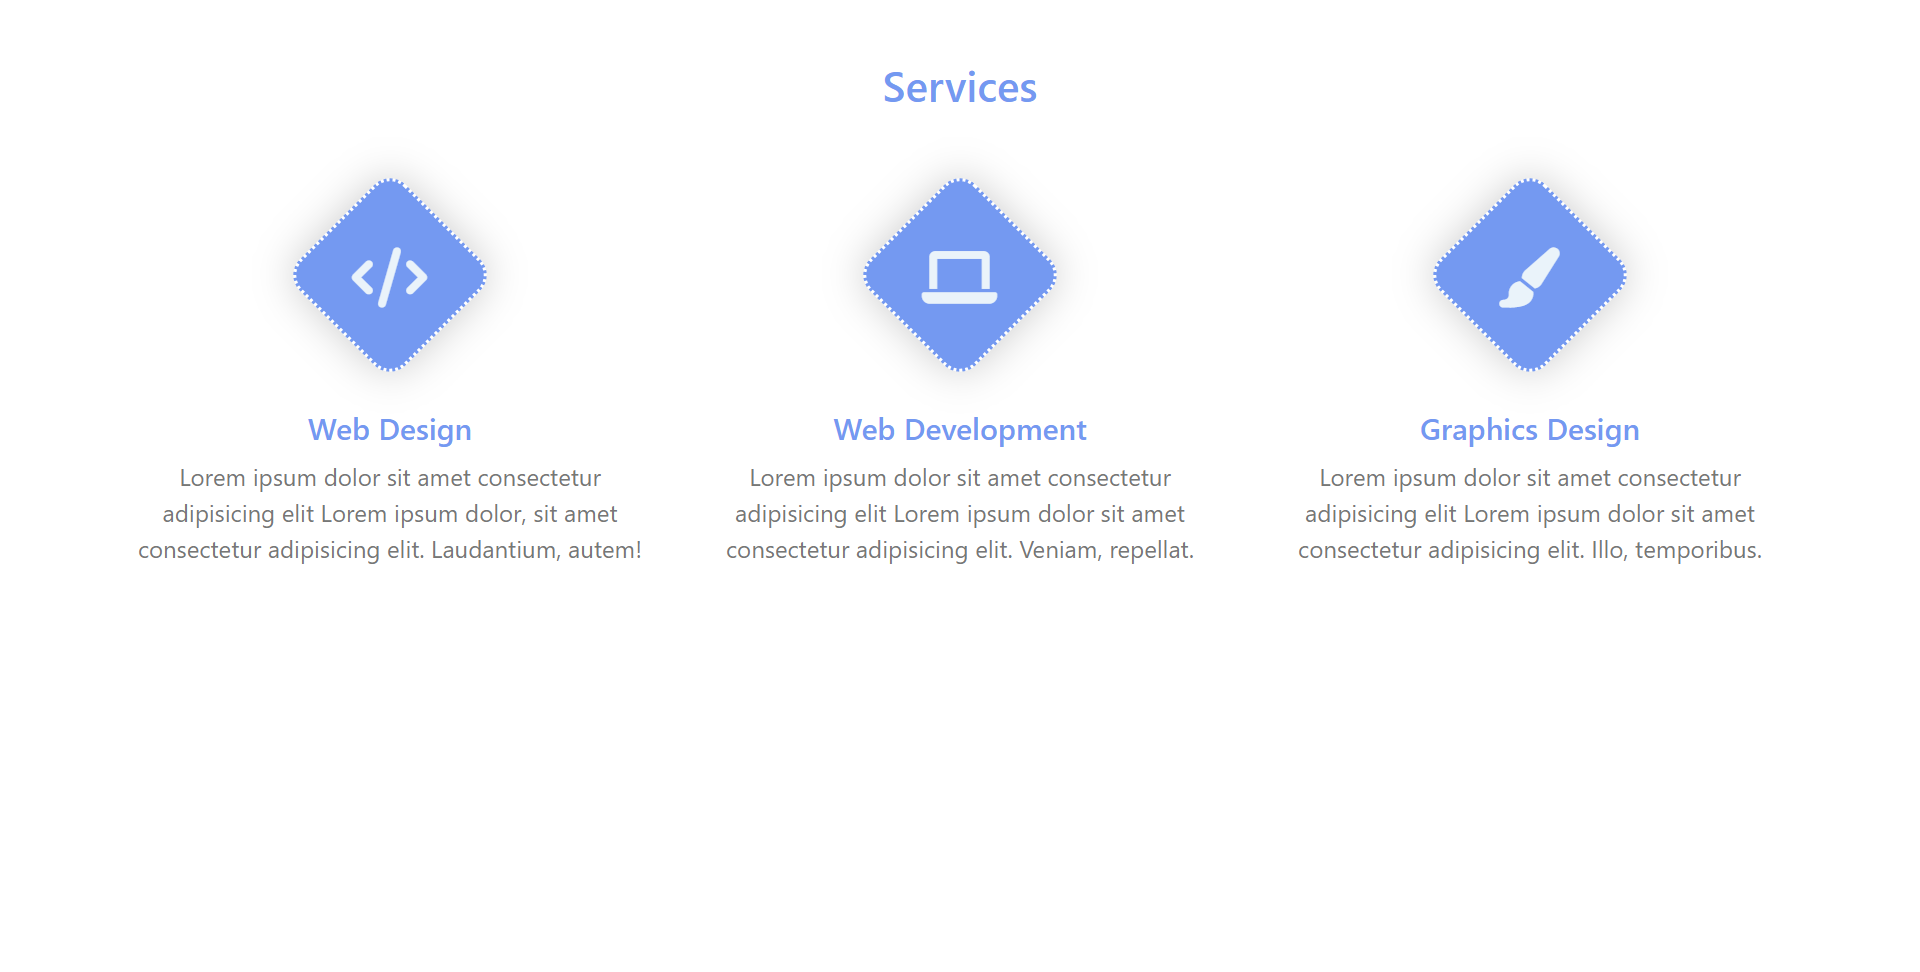 Services
Web Design
Lorem ipsum dolor sit amet consectetur
adipisicing elit Lorem ipsum dolor, sit amet
consectetur adipisicing elit. Laudantium, autem!
Web Development
Lorem ipsum dolor sit amet consectetur
adipisicing elit Lorem ipsum dolor sit amet
consectetur adipisicing elit. Veniam, repellat.
Graphics Design
Lorem ipsum dolor sit amet consectetur
adipisicing elit Lorem ipsum dolor sit amet
consectetur adipisicing elit. Illo, temporibus.